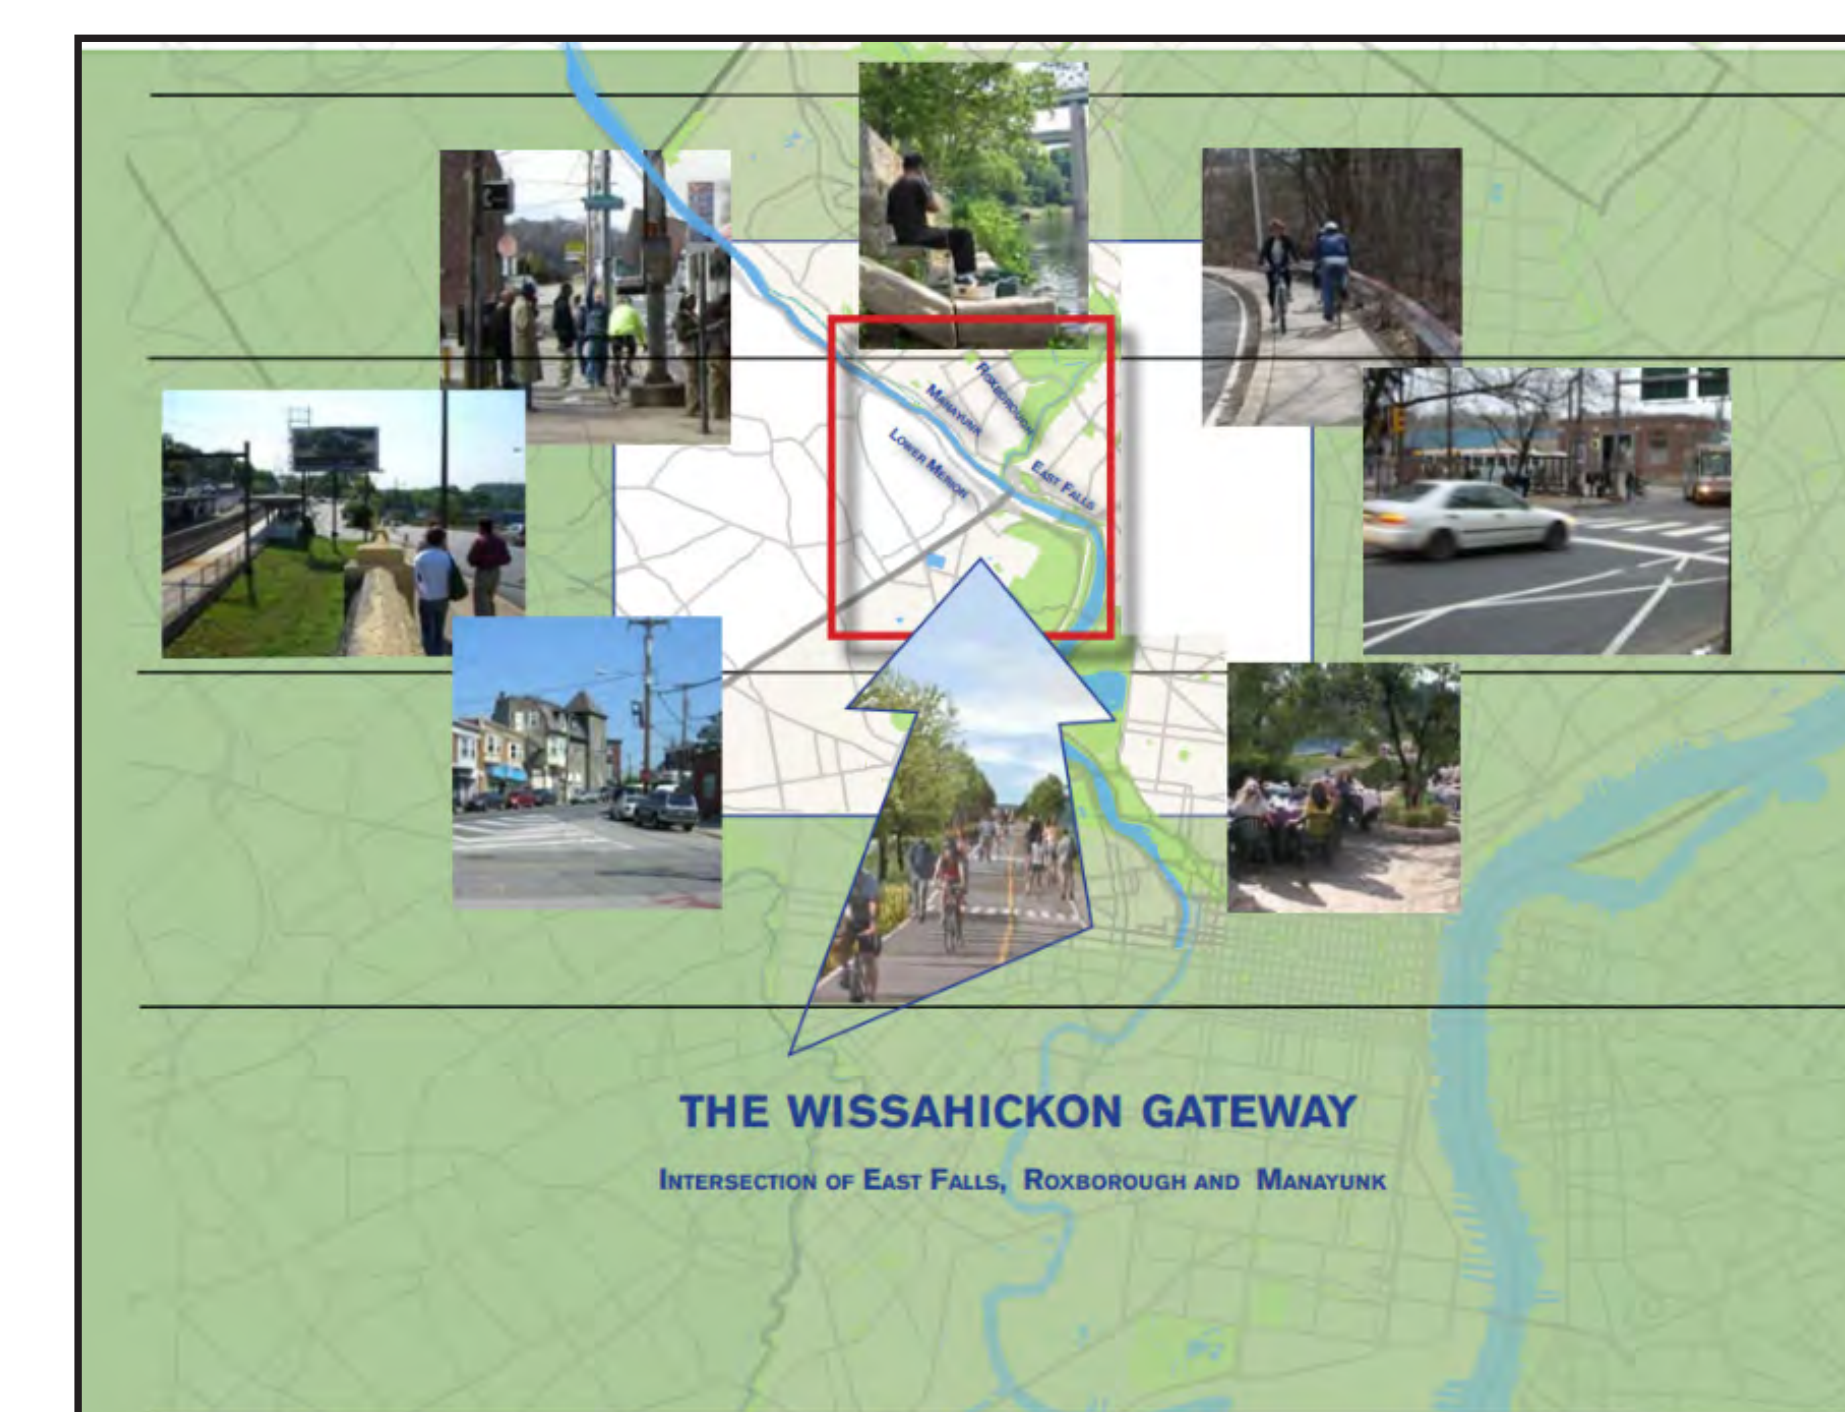 ROXBOROUGH
MANAYUNK
LOWER MERION
EAST FALLS
THE WISSAHICKON GATEWAY
INTERSECTION OF EAST FALLS, ROXBOROUGH AND MANAYUNK